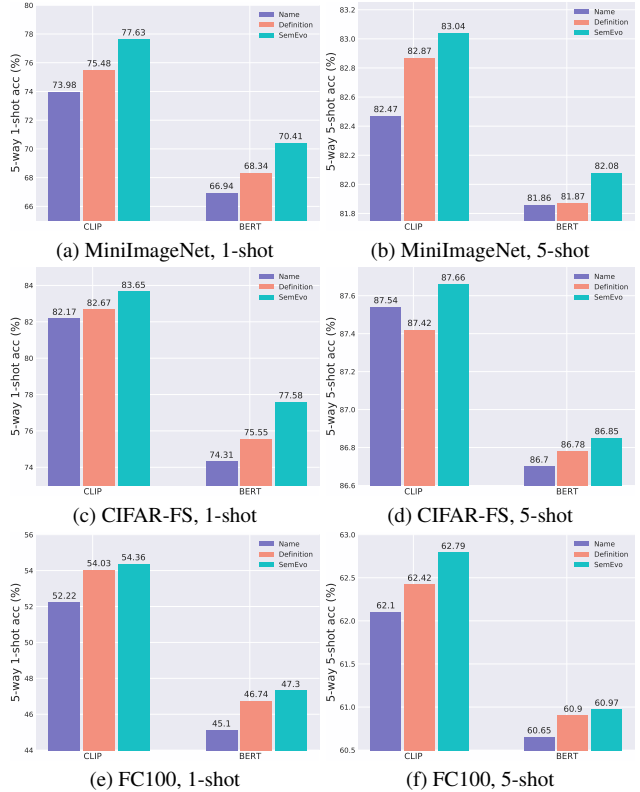 80
78
76
74
72
70
68
66
5-way 1-shot acc (%)
73.98
75.48
77.63
66.94
68.34
70.41
Name
Definition
SemEvo
CLIP
BERT
(a) MiniImageNet, 1-shot
83.2
83.0
82.8
82.6
82.4
82.2
82.0
81.8
5-way 5-shot acc (%)
82.47
82.87
83.04
81.86
81.87
82.08
Name
Definition
SemEvo
CLIP
BERT
(b) MiniImageNet, 5-shot
84
82
80
78
76
74
5-way 1-shot acc (%)
82.17
82.67
83.65
74.31
75.55
77.58
Name
Definition
SemEvo
CLIP
BERT
(c) CIFAR-FS, 1-shot
87.6
87.4
87.2
87.0
86.8
86.6
5-way 5-shot acc (%)
87.54
87.42
87.66
86.7
86.78
86.85
Name
Definition
SemEvo
CLIP
BERT
(d) CIFAR-FS, 5-shot
56
54
52
50
48
46
44
5-way 1-shot acc (%)
52.22
54.03
54.36
45.1
46.74
47.3
Name
Definition
SemEvo
CLIP
BERT
(e) FC100, 1-shot
63.0
62.5
62.0
61.5
61.0
60.5
5-way 5-shot acc (%)
62.1
62.42
62.79
60.65
60.9
60.97
Name
Definition
SemEvo
CLIP
BERT
(f) FC100, 5-shot